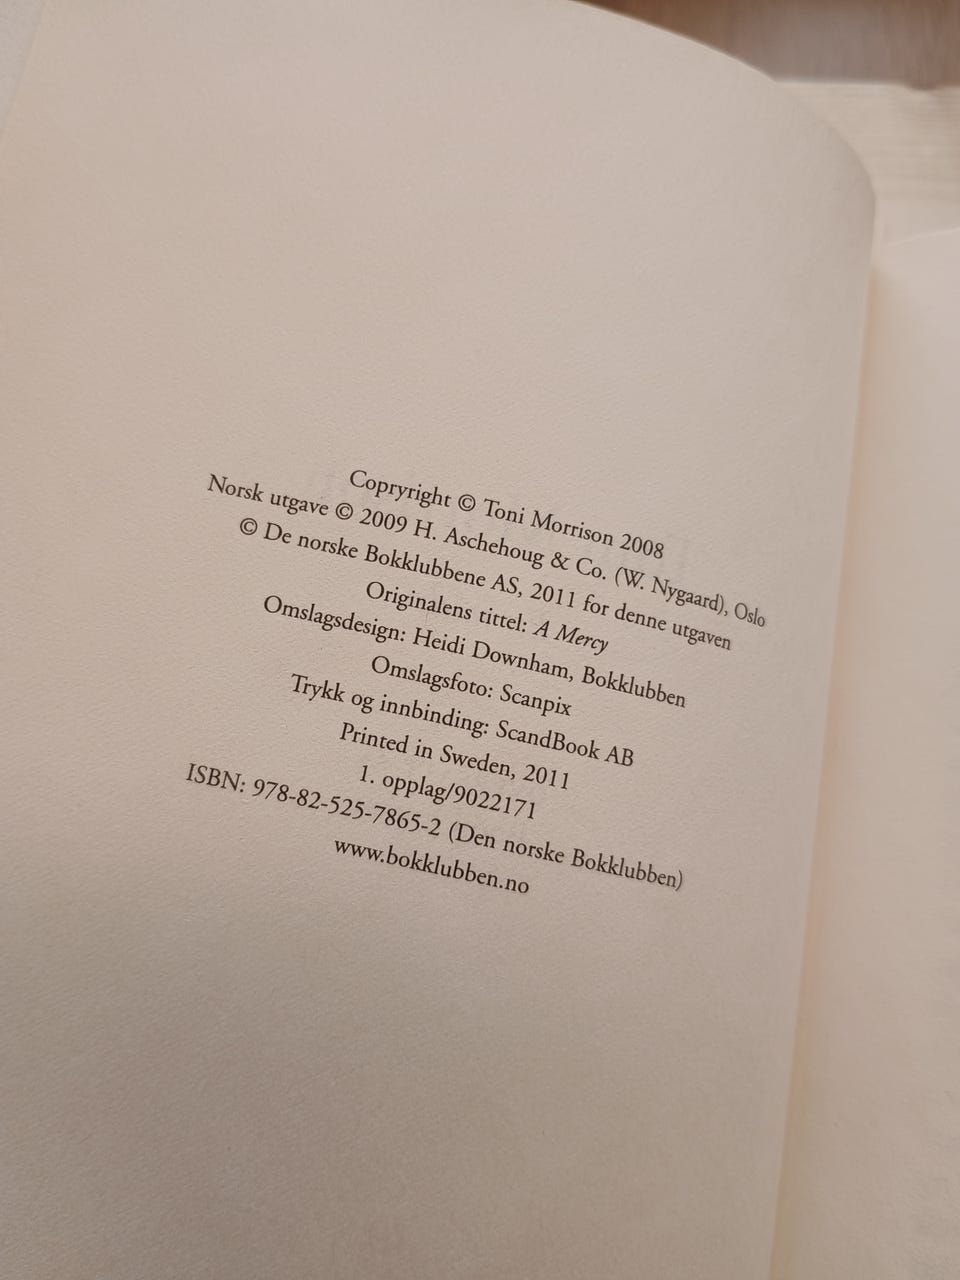 Copryright © Toni Morrison 2008
Norsk utgave © 2009 H. Aschehoug & Co. (W. Nygaard), Oslo
© De norske Bokklubbene AS, 2011 for denne utgaven
Originalens tittel: A Mercy
Omslagsdesign: Heidi Downham, Bokklubben
Omslagsfoto: Scanpix
Trykk og innbinding: ScandBook AB
Printed in Sweden, 2011
1. opplag/9022171
ISBN: 978-82-525-7865-2 (Den norske Bokklubben)
www.bokklubben.no